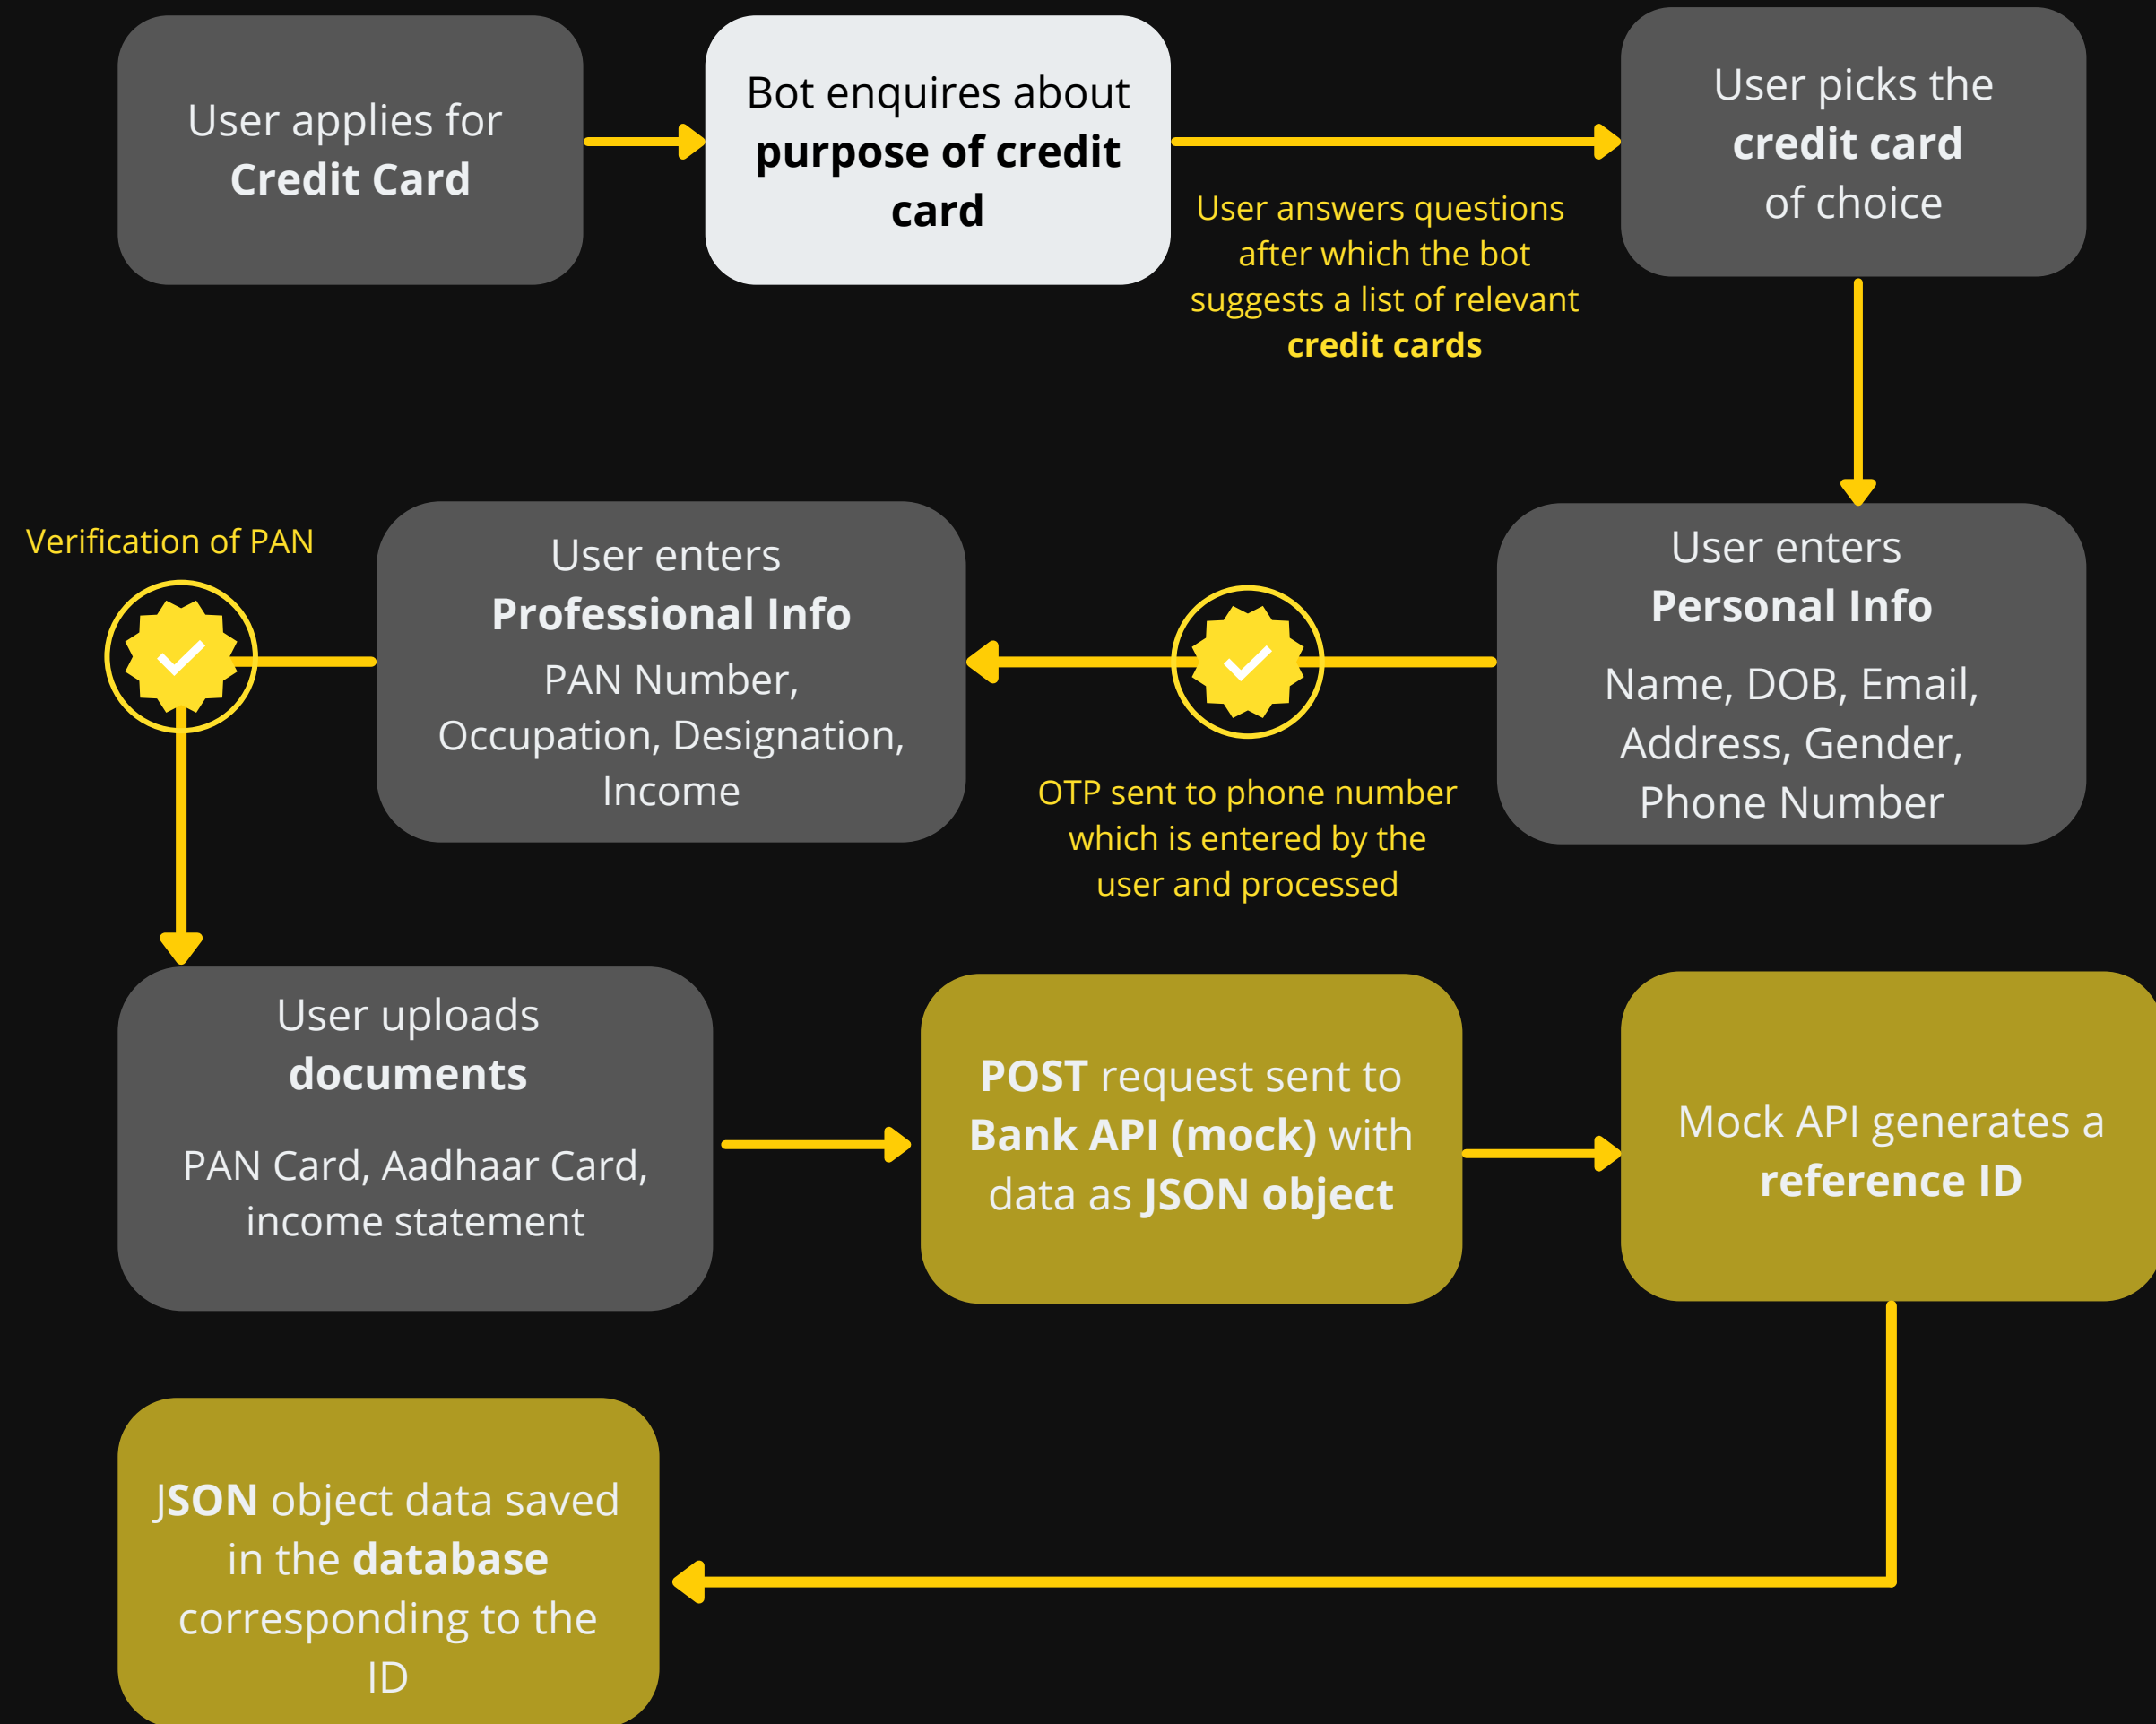 User applies for
Credit Card
Bot enquires about
purpose of credit
card
User answers questions
after which the bot
suggests a list of relevant
credit cards
User picks the
credit card
of choice
User enters
Personal Info
Name, DOB, Email,
Address, Gender,
Phone Number
OTP sent to phone number
which is entered by the
user and processed
User enters
Professional Info
PAN Number,
Occupation, Designation,
Income
Verification of PAN
User uploads
documents
PAN Card, Aadhaar Card,
income statement
POST request sent to
Bank API (mock) with
data as JSON object
Mock API generates a
reference ID
JSON object data saved
in the database
corresponding to the
ID